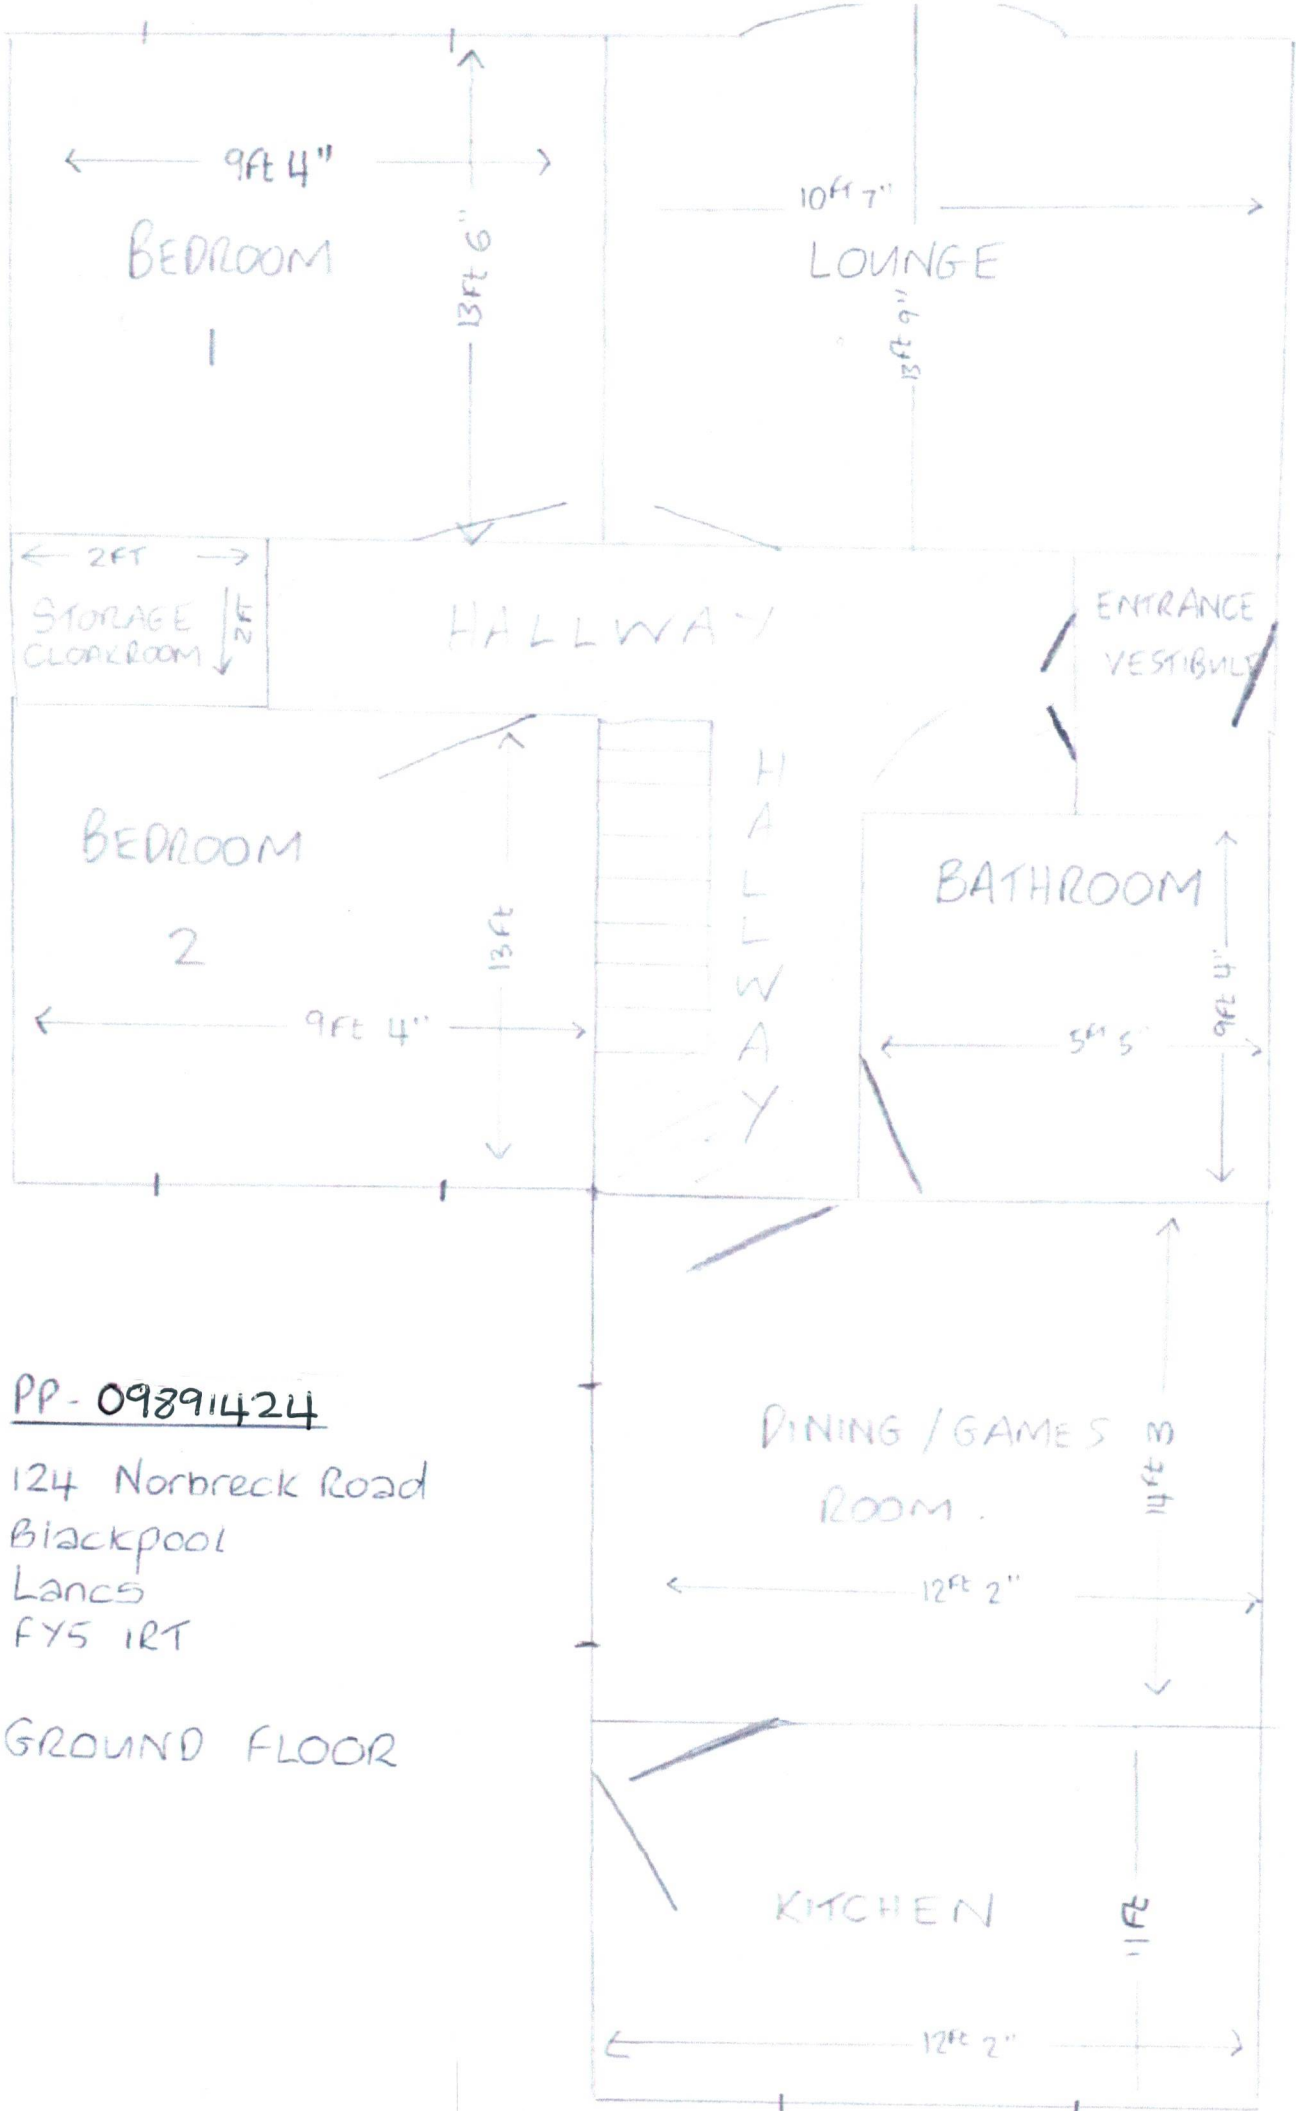 9ft 4"
13ft 6"
BEDROOM
1
10ft 7"
LOUNGE
13ft 9"
2FT
STORAGE
CLOAKROOM
2FT
HALLWAY
ENTRANCE
VESTIBULE
BEDROOM
2
13ft
9ft 4"
HALLWAY
BATHROOM
9ft 4"
5ft 5"
PP-09891424
124 Norbreck Road
Blackpool
Lancs
FY5 1RT
GROUND FLOOR
DINING/GAMES
ROOM.
14ft 3
12ft 2"
KITCHEN
11ft
12ft 2"